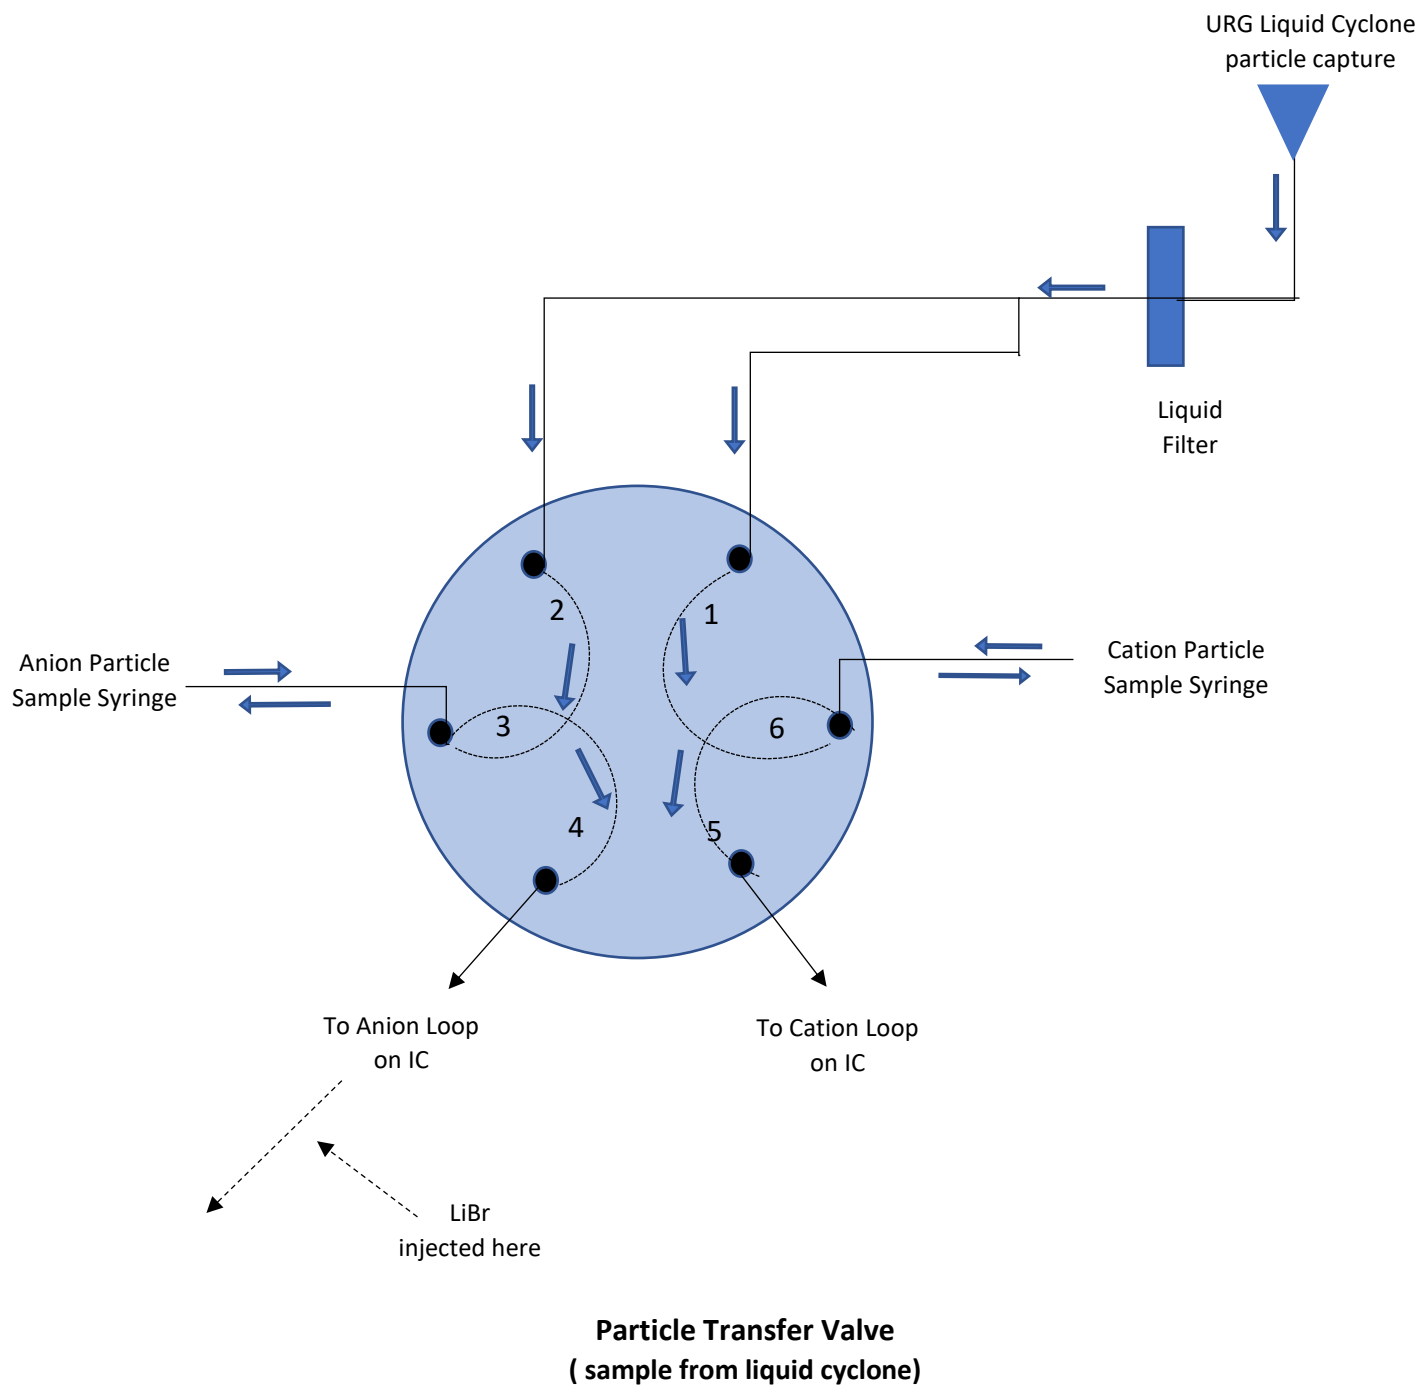 URG Liquid Cyclone
particle capture
Liquid
Filter
2
1
Anion Particle
Sample Syringe
Cation Particle
Sample Syringe
3
6
4
5
To Anion Loop
on IC
To Cation Loop
on IC
LiBr
injected here
Particle Transfer Valve
( sample from liquid cyclone)